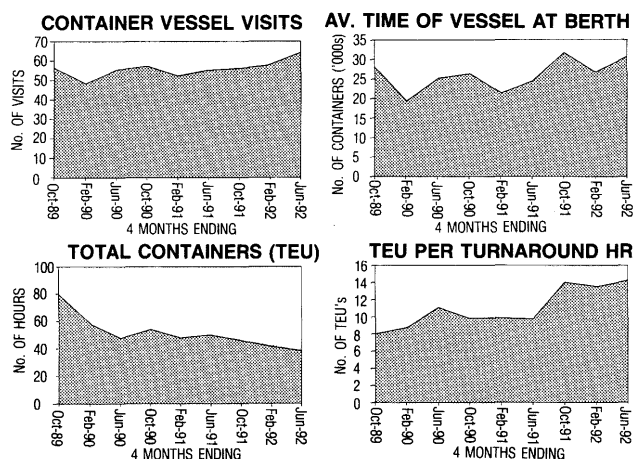 CONTAINER VESSEL VISITS
No. OF VISITS
70
60
50
40
30
20
10
0
Oct-89
Feb-90
Jun-90
Oct-90
Feb-91
Jun-91
Oct-91
Feb-92
Jun-92
4 MONTHS ENDING
AV. TIME OF VESSEL AT BERTH
No. OF CONTAINERS ('000s)
35
30
25
20
15
10
5
0
Oct-89
Feb-90
Jun-90
Oct-90
Feb-91
Jun-91
Oct-91
Feb-92
Jun-92
4 MONTHS ENDING
TOTAL CONTAINERS (TEU)
No. OF HOURS
100
80
60
40
20
0
Oct-89
Feb-90
Jun-90
Oct-90
Feb-91
Jun-91
Oct-91
Feb-92
Jun-92
4 MONTHS ENDING
TEU PER TURNAROUND HR
No. OF TEU's
16
14
12
10
8
6
4
2
0
Oct-89
Feb-90
Jun-90
Oct-90
Feb-91
Jun-91
Oct-91
Feb-92
Jun-92
4 MONTHS ENDING